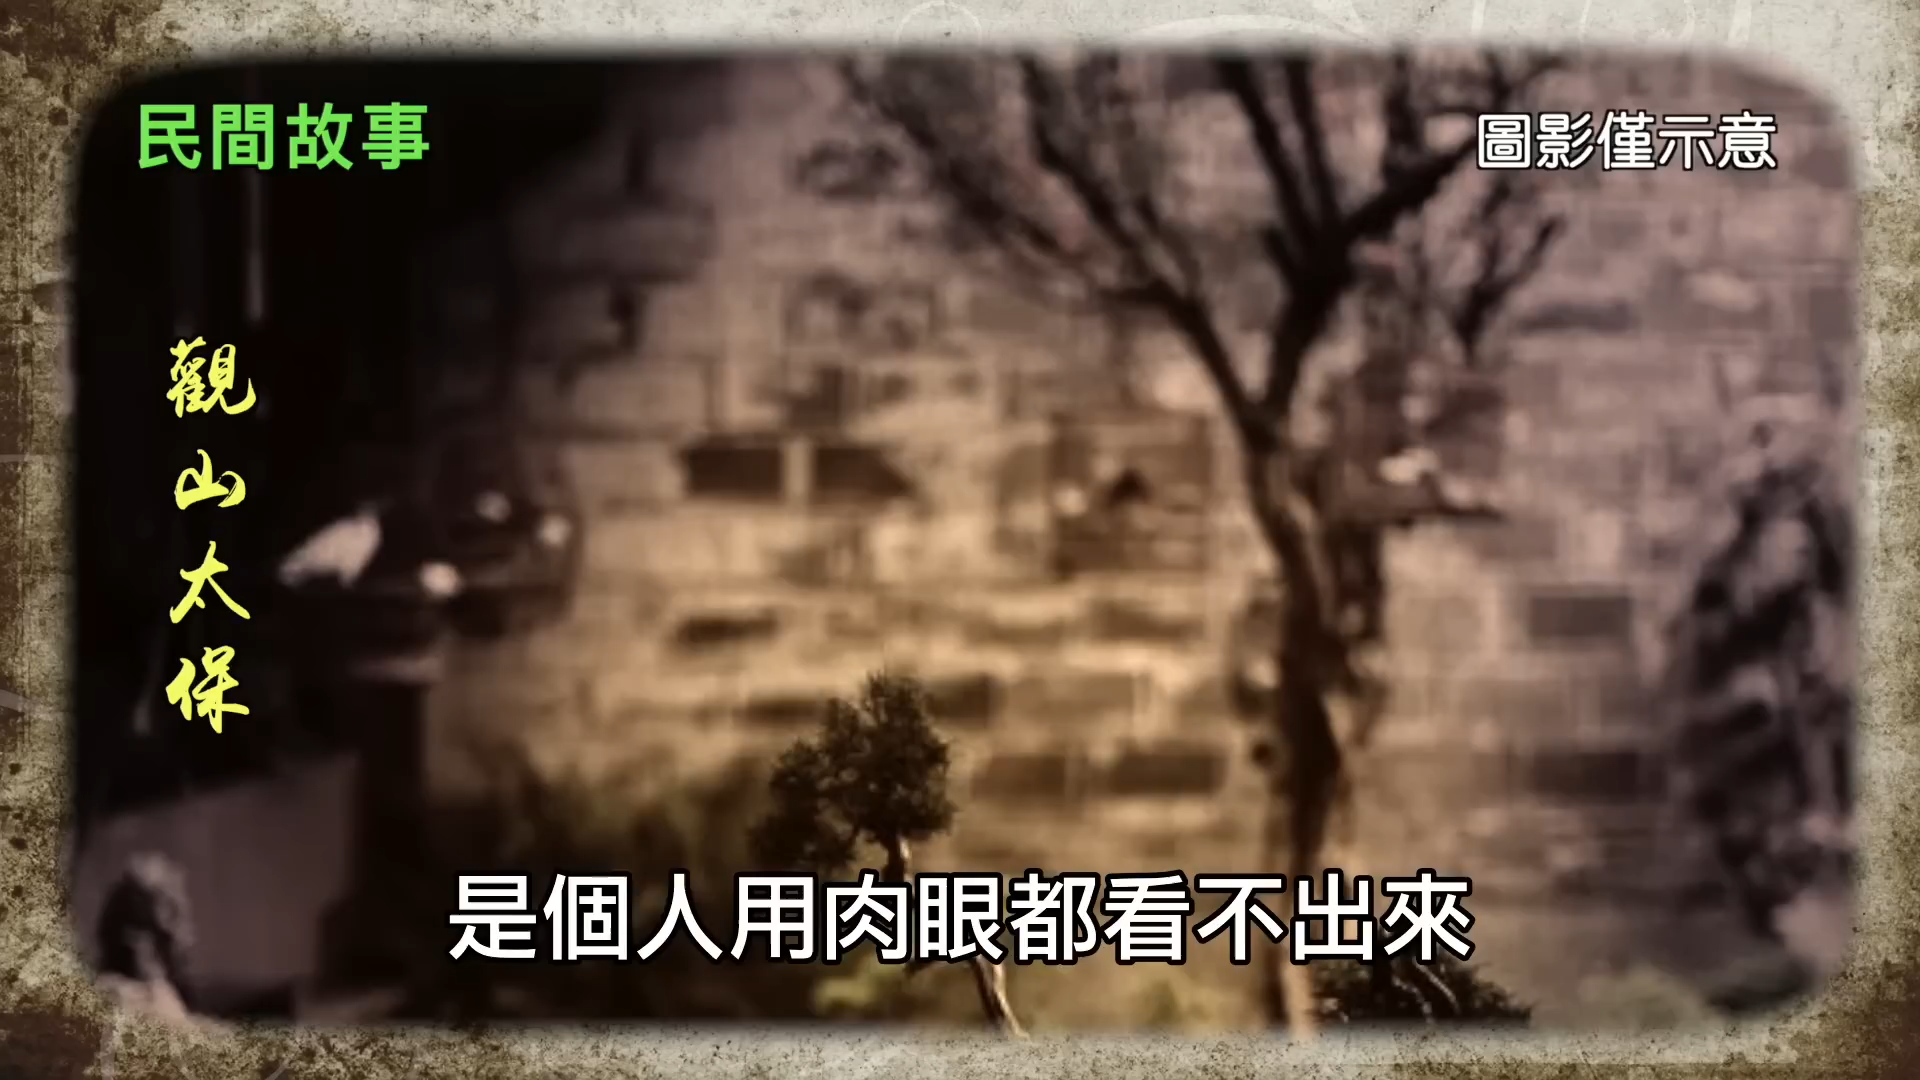 民間故事
圖影僅示意
觀山太保
是個人用肉眼都看不出來